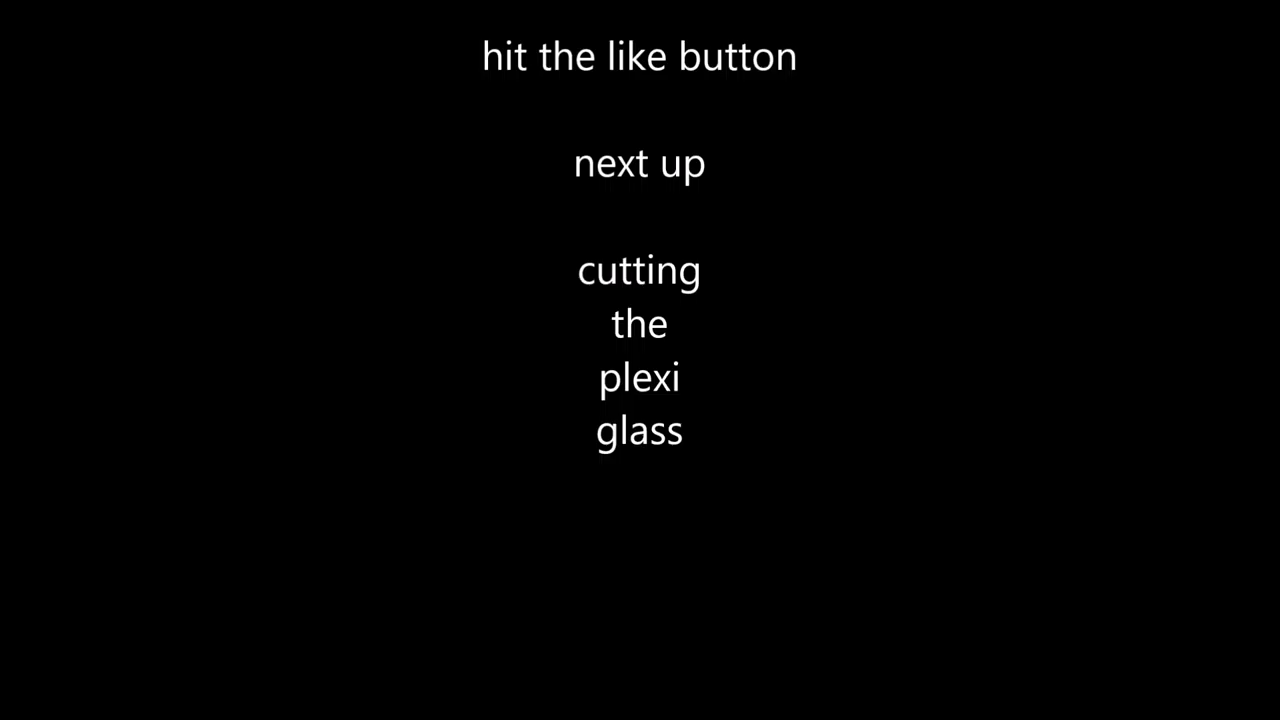 hit the like button
next up
cutting
the
plexi
glass